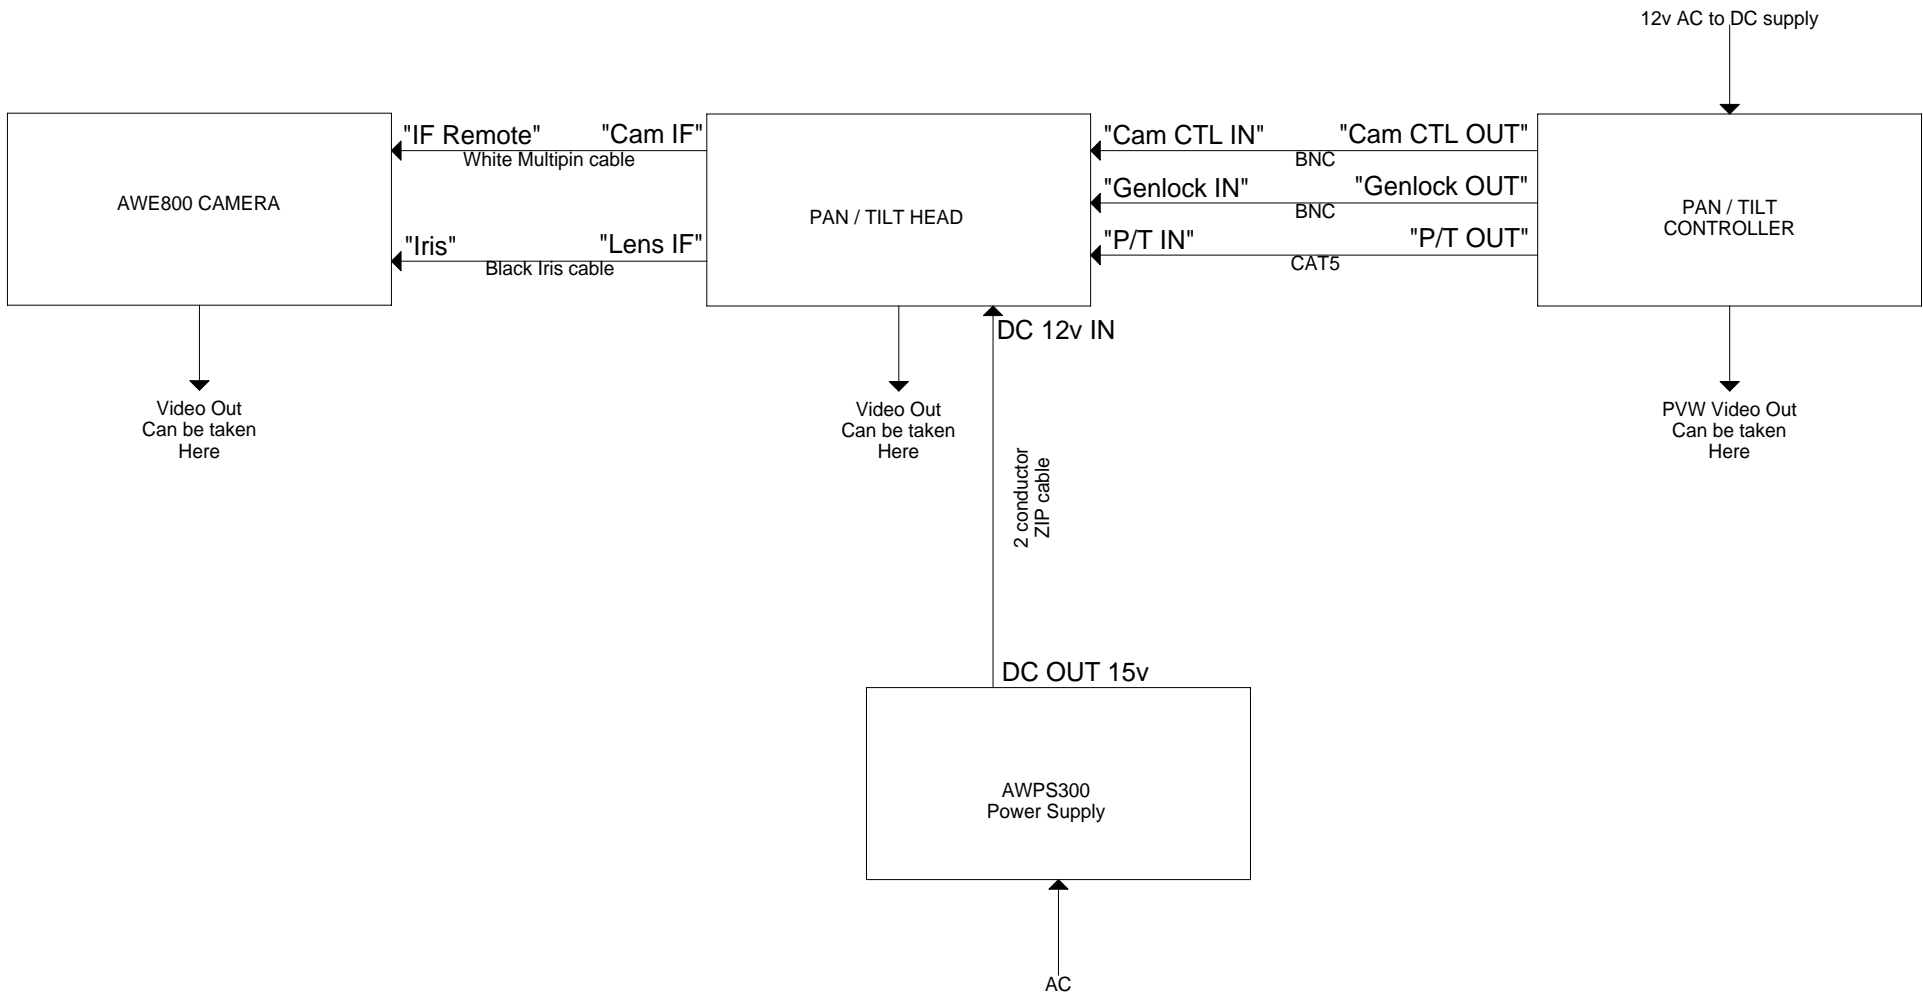 12v AC to DC supply
"IF Remote" "Cam IF"
White Multipin cable
"Cam CTL IN" "Cam CTL OUT"
BNC
AWE800 CAMERA
PAN / TILT HEAD
"Genlock IN" "Genlock OUT"
BNC
PAN / TILT
CONTROLLER
"Iris" "Lens IF"
Black Iris cable
"P/T IN" "P/T OUT"
CAT5
DC 12v IN
Video Out
Can be taken
Here
Video Out
Can be taken
Here
PVW Video Out
Can be taken
Here
2 conductor
ZIP cable
DC OUT 15v
AWPS300
Power Supply
AC